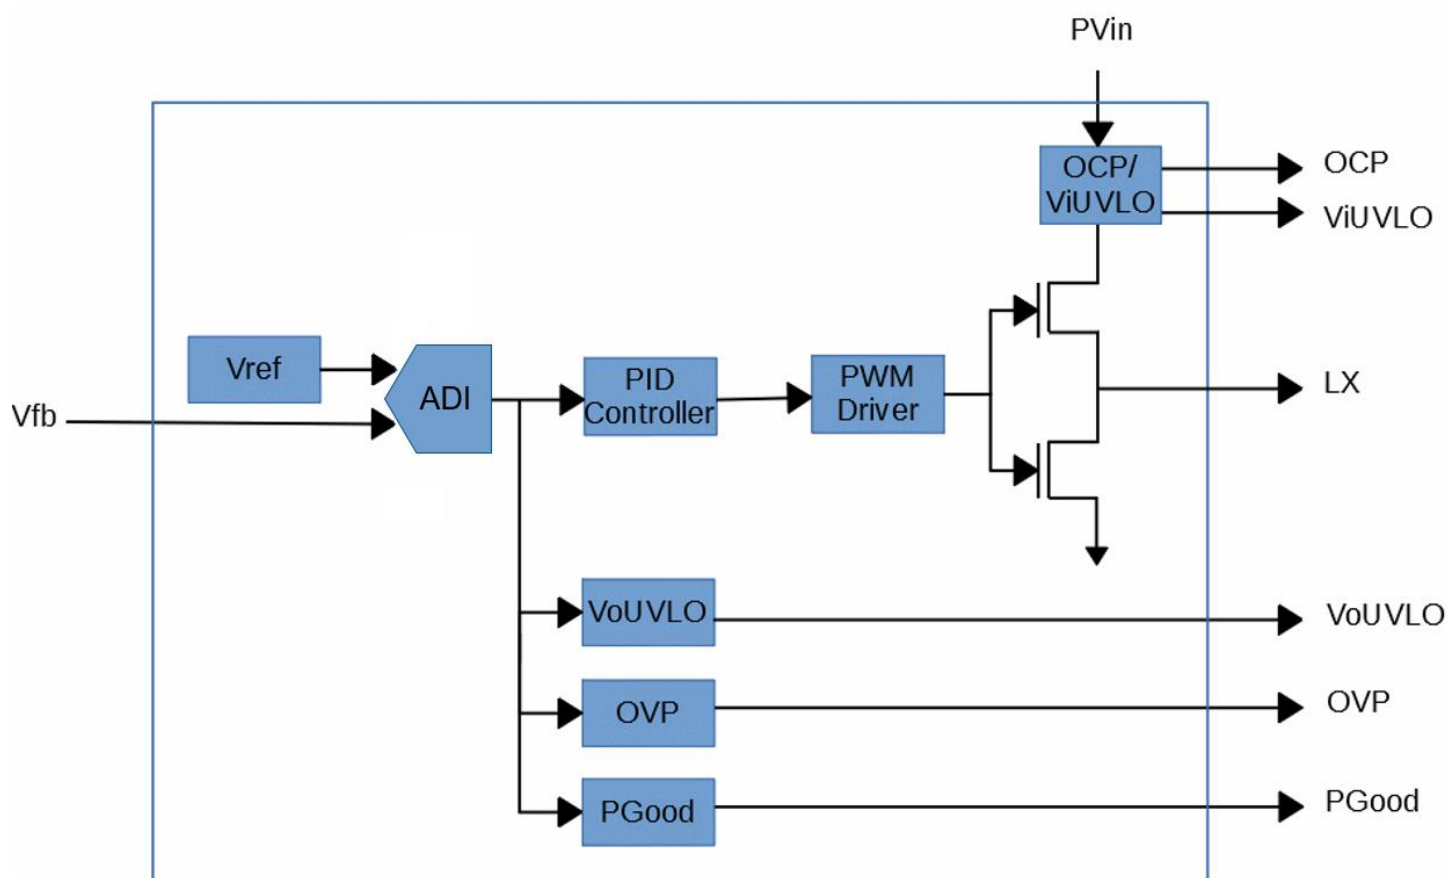 PVin
OCP/
ViUVLO
OCP
ViUVLO
Vref
ADI
PID
Controller
PWM
Driver
LX
Vfb
VoUVLO
VoUVLO
OVP
OVP
PGood
PGood